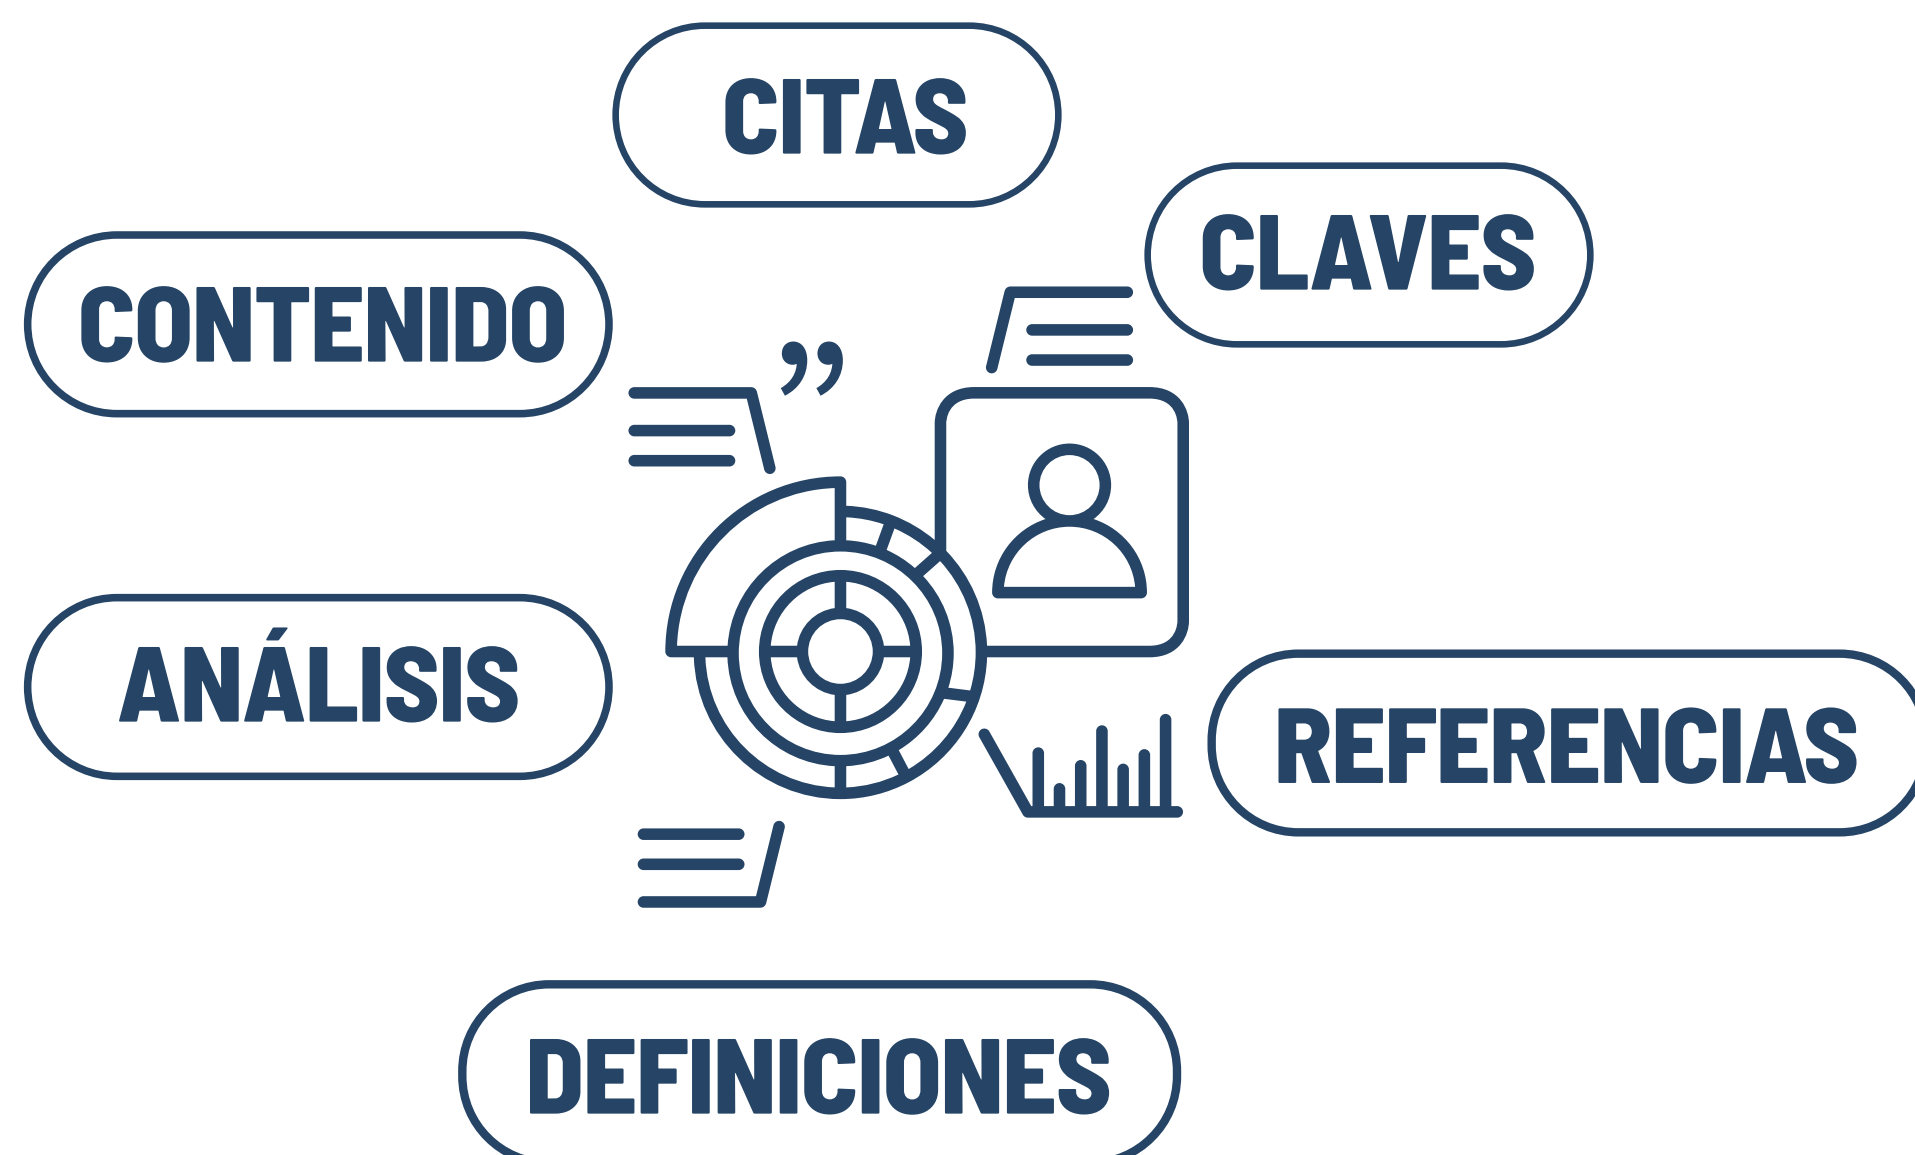 CITAS
CLAVES
CONTENIDO
”
ANÁLISIS
REFERENCIAS
DEFINICIONES